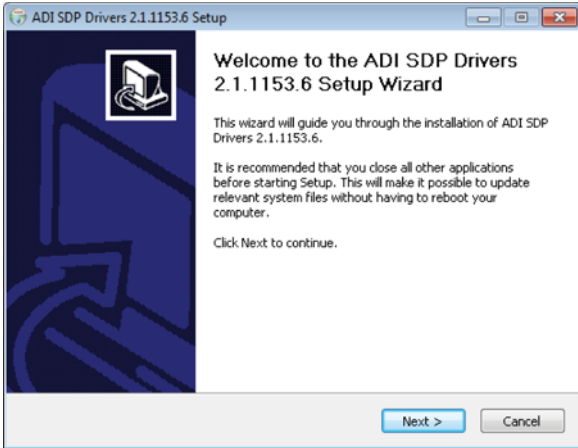 ADI SDP Drivers 2.1.1153.6 Setup
Welcome to the ADI SDP Drivers
2.1.1153.6 Setup Wizard
This wizard will guide you through the installation of ADI SDP
Drivers 2.1.1153.6.
It is recommended that you close all other applications
before starting Setup. This will make it possible to update
relevant system files without having to reboot your
computer.
Click Next to continue.
Next >
Cancel